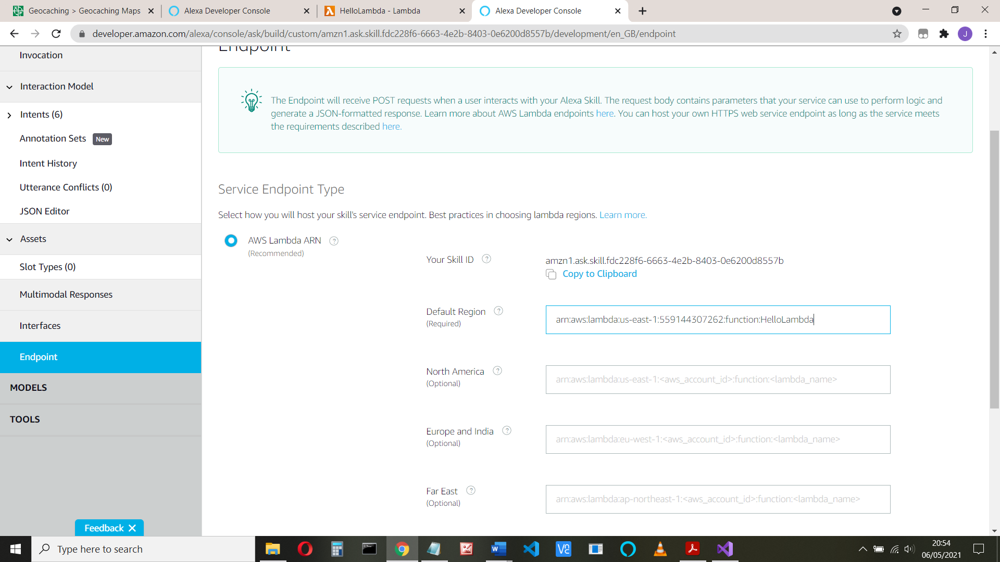 Geocaching > Geocaching Maps
Alexa Developer Console
HelloLambda - Lambda
Alexa Developer Console
developer.amazon.com/alexa/console/ask/build/custom/amzn1.ask.skill.fdc228f6-6663-4e2b-8403-0e6200d8557b/development/en_GB/endpoint
J
Invocation
Interaction Model
Intents (6)
Annotation Sets New
Intent History
Utterance Conflicts (0)
JSON Editor
Assets
Slot Types (0)
Multimodal Responses
Interfaces
Endpoint
MODELS
TOOLS
Feedback
Endpoint
The Endpoint will receive POST requests when a user interacts with your Alexa Skill. The request body contains parameters that your service can use to perform logic and
generate a JSON-formatted response. Learn more about AWS Lambda endpoints here. You can host your own HTTPS web service endpoint as long as the service meets
the requirements described here.
Service Endpoint Type
Select how you will host your skill's service endpoint. Best practices in choosing lambda regions. Learn more.
AWS Lambda ARN ?
(Recommended)
Your Skill ID ?
amzn1.ask.skill.fdc228f6-6663-4e2b-8403-0e6200d8557b
Copy to Clipboard
Default Region ?
(Required)
arn:aws:lambda:us-east-1:559144307262:function:HelloLambda
North America ?
(Optional)
arn:aws:lambda:us-east-1:<aws_account_id>:function:<lambda_name>
Europe and India ?
(Optional)
arn:aws:lambda:eu-west-1:<aws_account_id>:function:<lambda_name>
Far East ?
(Optional)
arn:aws:lambda:ap-northeast-1:<aws_account_id>:function:<lambda_name>
Type here to search
20:54
06/05/2021